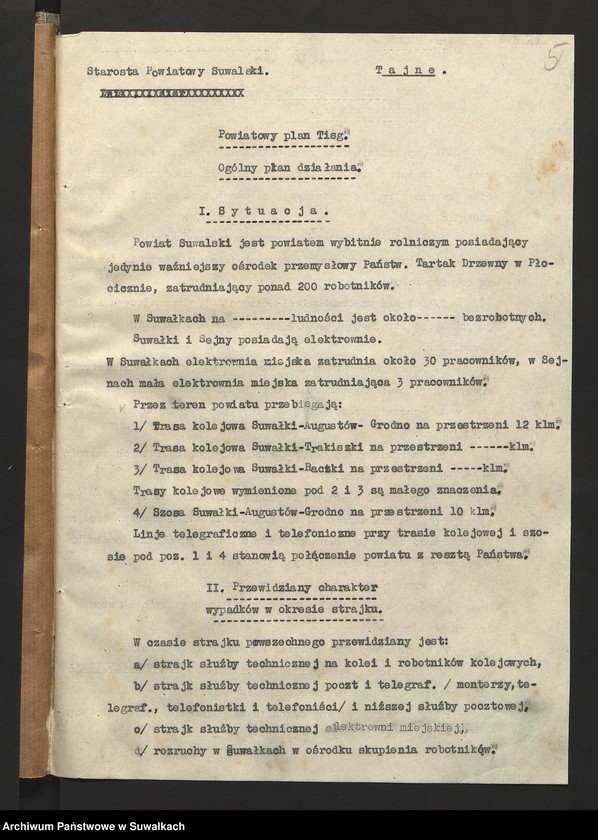 Starosta Powiatowy Suwalski.
T a j n e .
5
Powiatowy plan Tisg.
Ogólny plan działania.
I. S y t u a c j a .
Powiat Suwalski jest powiatem wybitnie rolniczym posiadający
jedynie ważniejszy ośrodek przemysłowy Państw. Tartak Drzewny w Pło-
cicznie, zatrudniający ponad 200 robotników.
W Suwałkach na ---------ludności jest około------ bezrobotnych.
Suwałki i Sejny posiadają elektrownie.
W Suwałkach elektrownia miejska zatrudnia około 30 pracowników, w Sej-
nach mała elektrownia miejska zatrudniająca 3 pracowników.
Przez teren powiatu przebiegają:
1/ Trasa kolejowa Suwałki-Augustów- Grodno na przestrzeni 12 klm.
2/ Trasa kolejowa Suwałki-Trakiszki na przestrzeni ------klm.
3/ Trasa kolejowa Suwałki-Raczki na przestrzeni -----klm.
Trasy kolejowe wymienione pod 2 i 3 są małego znaczenia.
4/ Szosa Suwałki-Augustów-Grodno na przestrzeni 10 klm.
Linje telegraficzne i telefoniczne przy trasie kolejowej i szo-
sie pod poz. 1 i 4 stanowią połączenie powiatu z resztą Państwa.
II. Przewidziany charakter
wypadków w okresie strajku.
W czasie strajku powszechnego przewidziany jest:
a/ strajk służby technicznej na kolei i robotników kolejowych,
b/ strajk służby technicznej poczt i telegraf. / monterzy,te-
legraf., telefonistki i telefoniści/ i niższej służby pocztowej,
c/ strajk służby technicznej elektrowni miejskiej,
d/ rozruchy w Suwałkach w ośrodku skupienia robotników.
Archiwum Państwowe w Suwałkach